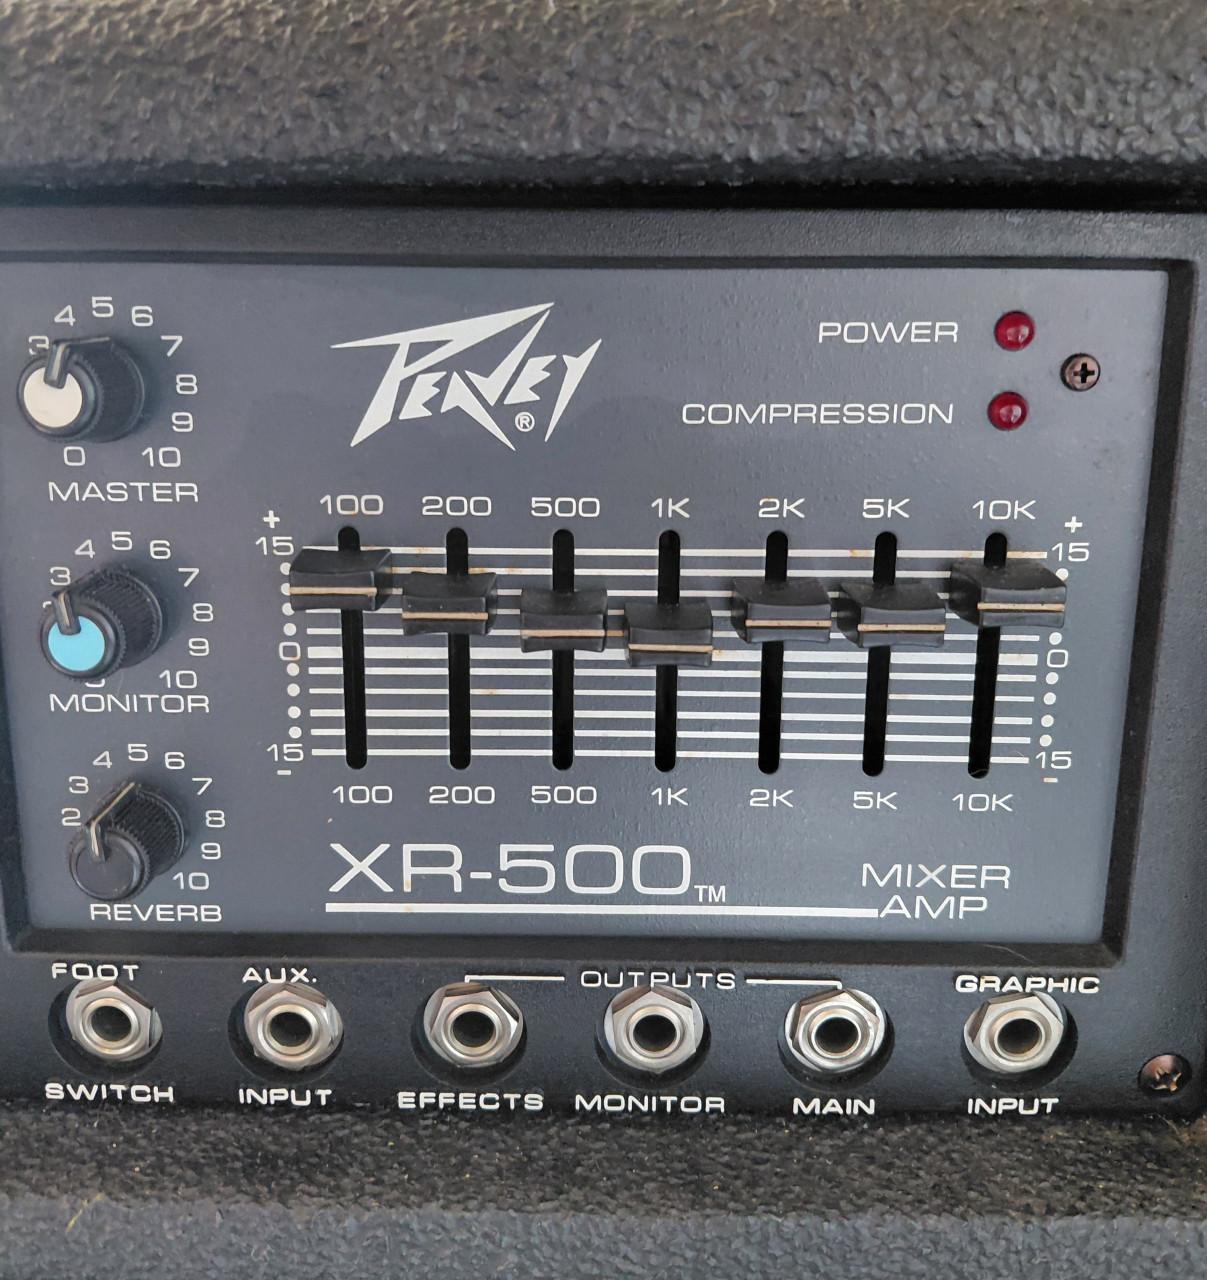 PEAVEY®
POWER
COMPRESSION
3 4 5 6 7 8 9 10 0
MASTER
3 4 5 6 7 8 9 10
MONITOR
2 3 4 5 6 7 8 9 10
REVERB
100 200 500 1K 2K 5K 10K
+ +
15 15
0 0
15 15
- -
100 200 500 1K 2K 5K 10K
XR-500™
MIXER
AMP
FOOT
SWITCH
AUX.
INPUT
OUTPUTS
EFFECTS MONITOR MAIN
GRAPHIC
INPUT